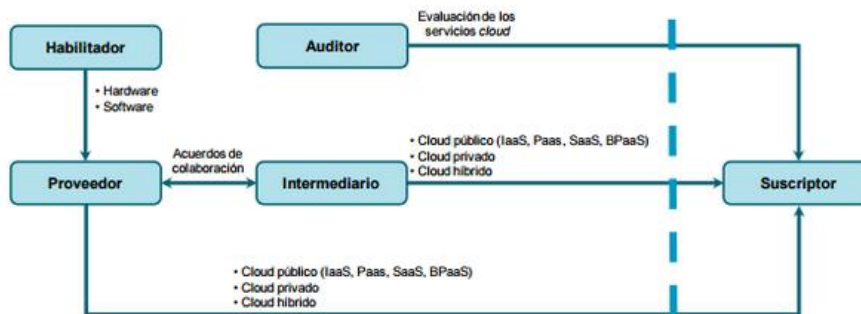 Evaluación de los
servicios cloud
Habilitador
Auditor
• Hardware
• Software
Acuerdos de
colaboración
• Cloud público (IaaS, Paas, SaaS, BPaaS)
• Cloud privado
• Cloud híbrido
Proveedor
Intermediario
Suscriptor
• Cloud público (IaaS, Paas, SaaS, BPaaS)
• Cloud privado
• Cloud híbrido